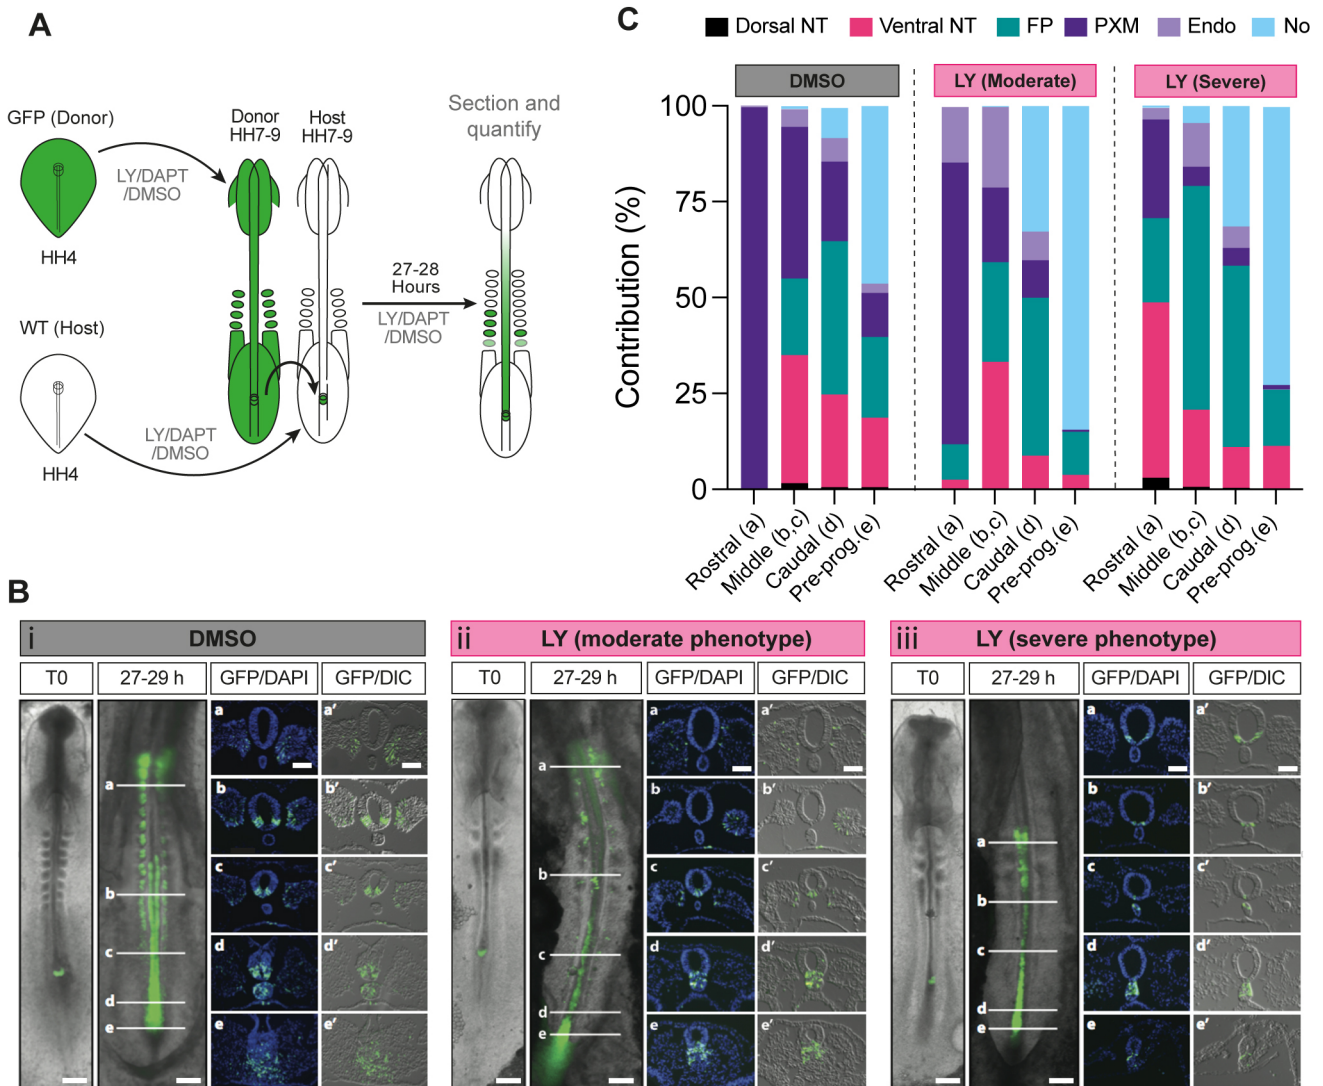 A
GFP (Donor)
LY/DAPT
/DMSO
HH4
WT (Host)
LY/DAPT
/DMSO
HH4
Donor
HH7-9
Host
HH7-9
27-28
Hours
LY/DAPT
/DMSO
Section and
quantify
C
Dorsal NT Ventral NT FP PXM Endo No
DMSO LY (Moderate) LY (Severe)
Contribution (%)
100
75
50
25
0
Rostral (a)
Middle (b,c)
Caudal (d)
Pre-prog.(e)
Rostral (a)
Middle (b,c)
Caudal (d)
Pre-prog.(e)
Rostral (a)
Middle (b,c)
Caudal (d)
Pre-prog.(e)
B
i DMSO
T0 27-29 h GFP/DAPI GFP/DIC
a
b
c
d
e
a a'
b b'
c c'
d d'
e e'
ii LY (moderate phenotype)
T0 27-29 h GFP/DAPI GFP/DIC
a
b
c
d
e
a a'
b b'
c c'
d d'
e e'
iii LY (severe phenotype)
T0 27-29 h GFP/DAPI GFP/DIC
a
b
c
d
e
a a'
b b'
c c'
d d'
e e'